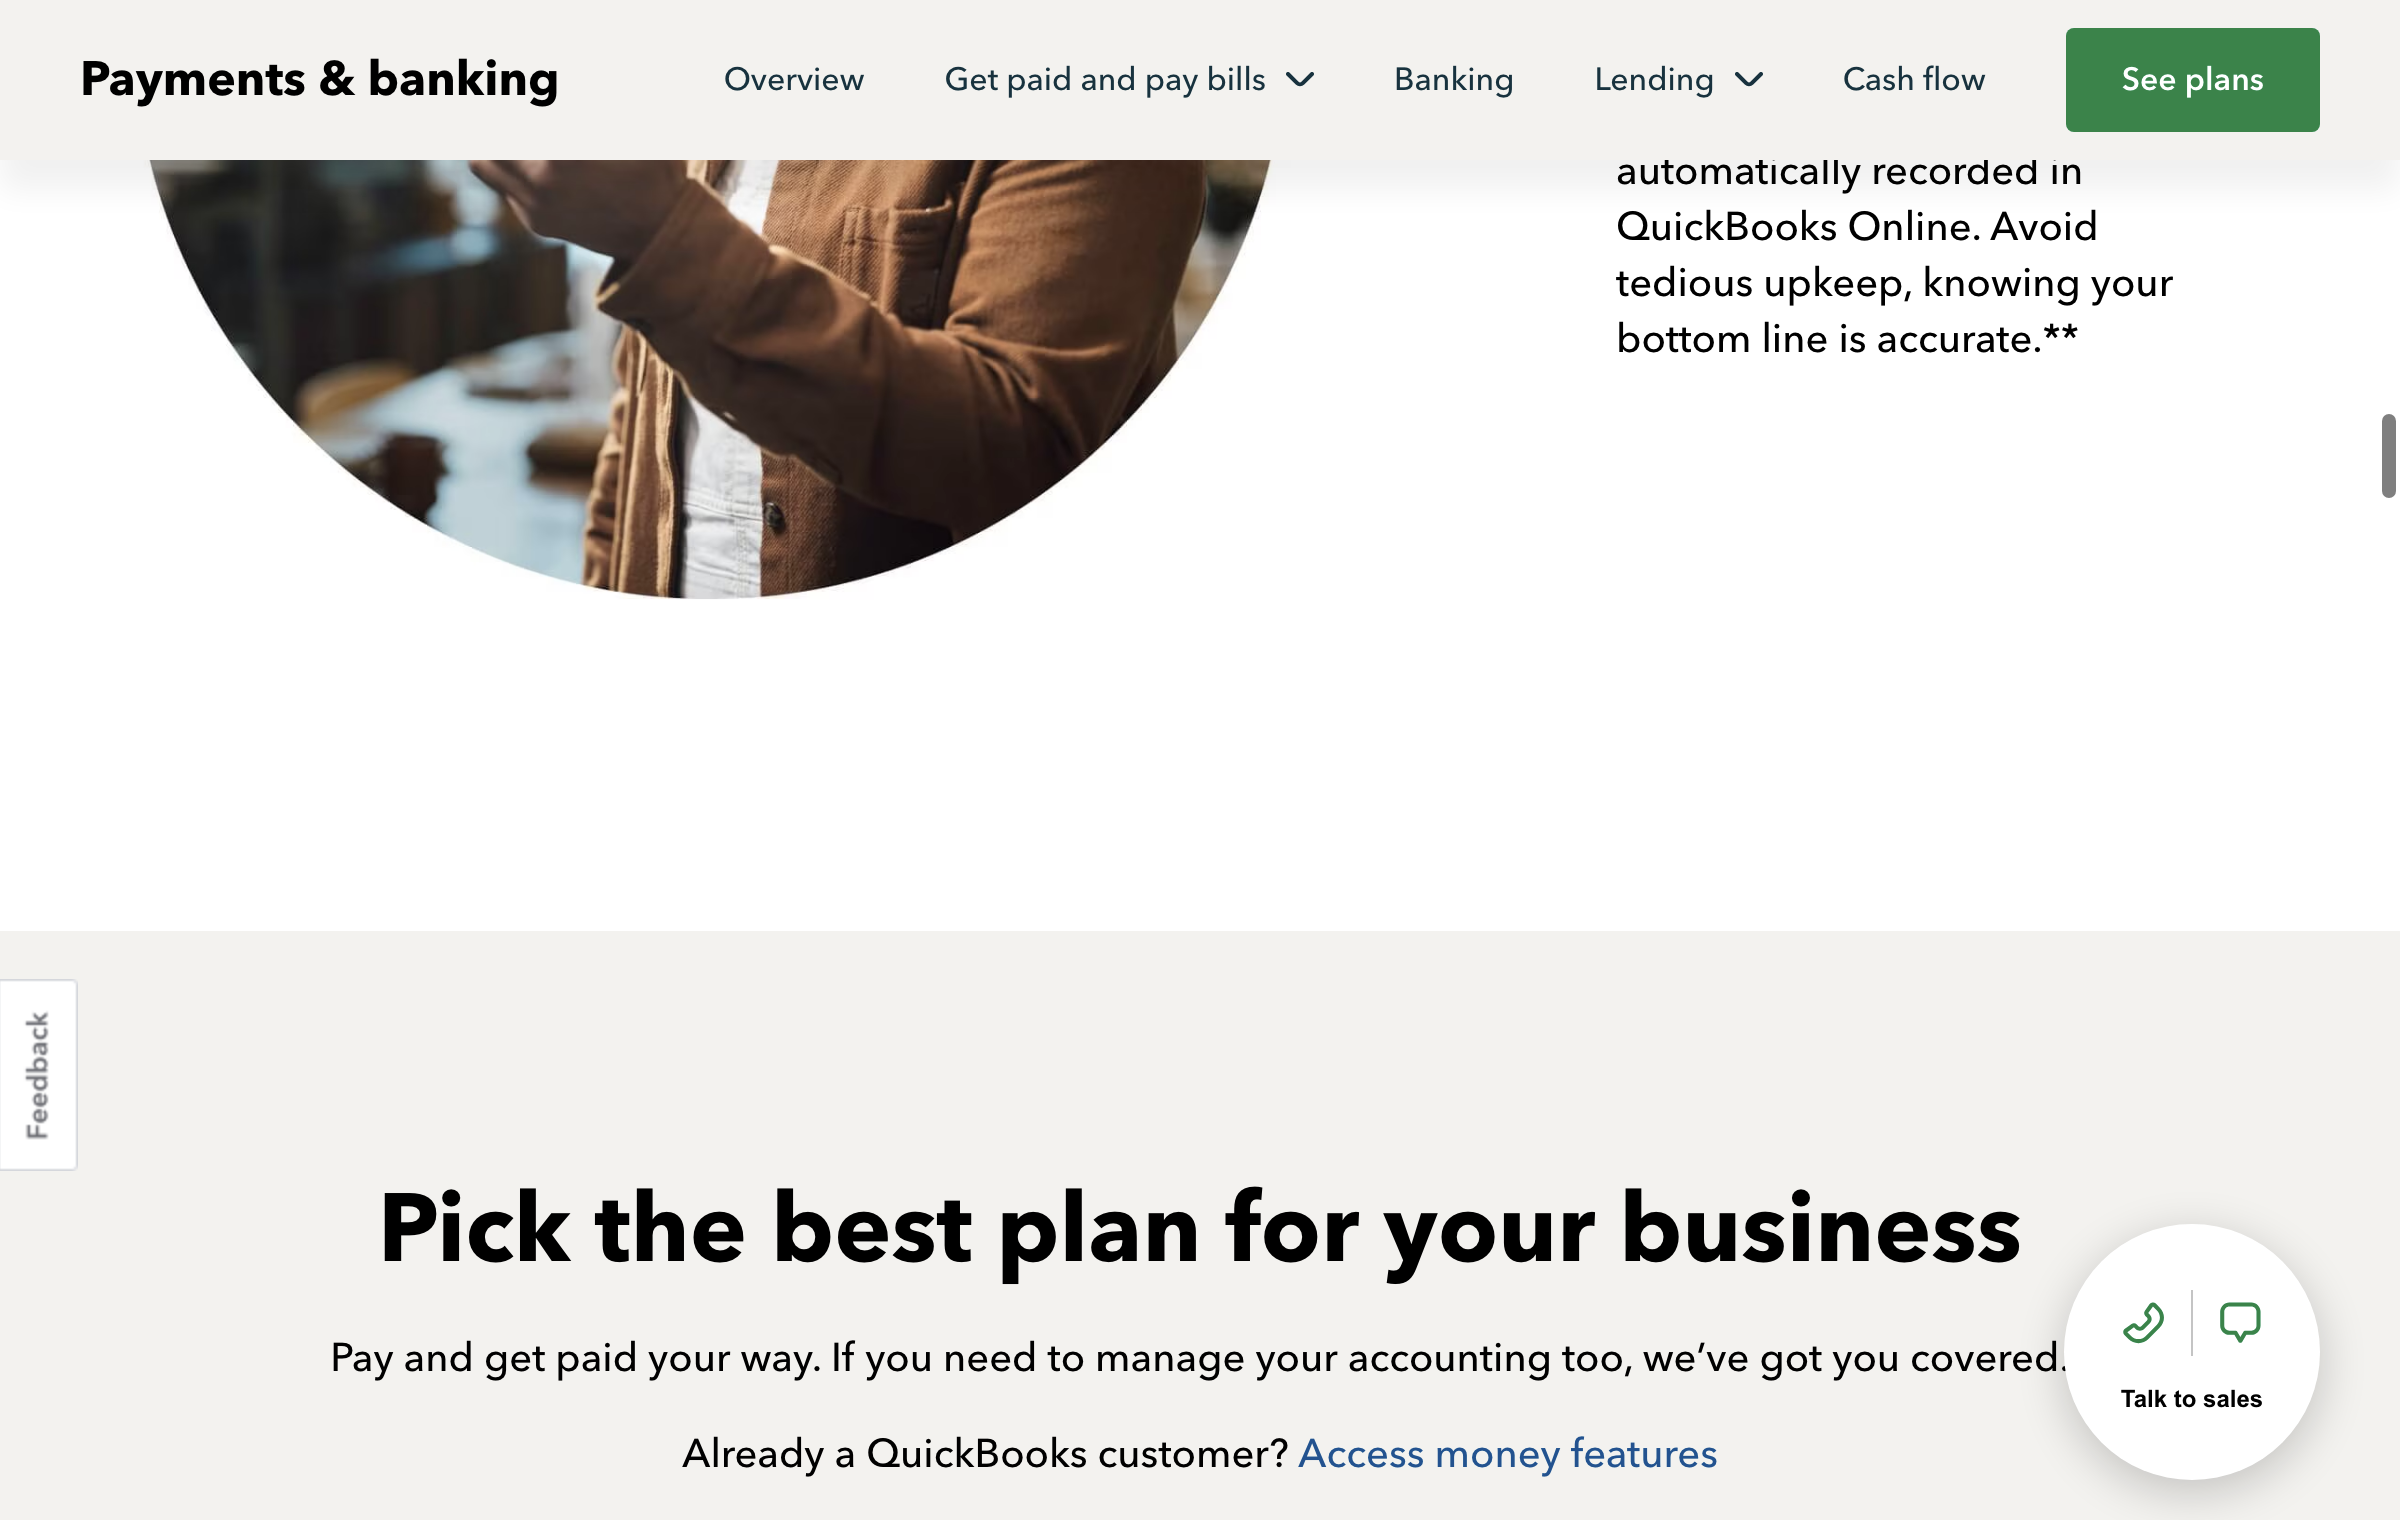 Payments & banking
Overview
Get paid and pay bills
Banking
Lending
Cash flow
See plans
automatically recorded in
QuickBooks Online. Avoid
tedious upkeep, knowing your
bottom line is accurate.**
Feedback
Pick the best plan for your business
Pay and get paid your way. If you need to manage your accounting too, we’ve got you covered.
Already a QuickBooks customer? Access money features
Talk to sales